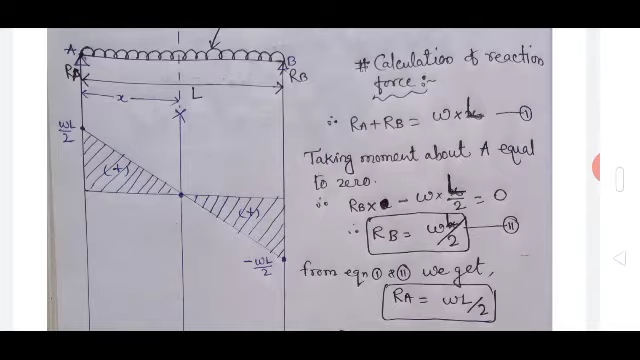 A
B
RA
RB
L
x
X
wL/2
(+)
(+)
-wL/2
# Calculation of reaction
force :-
∴ RA + RB = w × L — I
Taking moment about A equal
to zero.
∴ RB × - w × L/2 = 0
∴ RB = wL/2 — II
from eqn I & II we get,
RA = wL/2